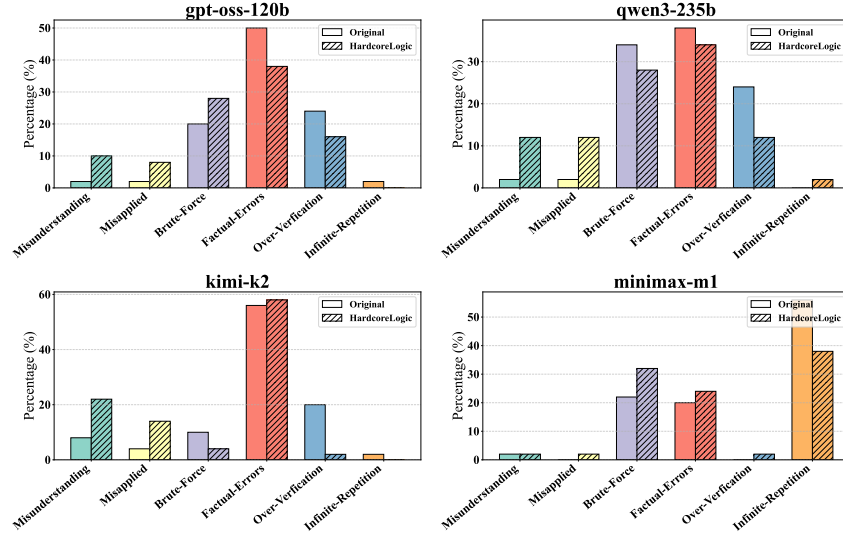 gpt-oss-120b
Percentage (%)
50
40
30
20
10
0
Original
HardcoreLogic
Misunderstanding
Misapplied
Brute-Force
Factual-Errors
Over-Verfication
Infinite-Repetition
qwen3-235b
Percentage (%)
30
20
10
0
Original
HardcoreLogic
Misunderstanding
Misapplied
Brute-Force
Factual-Errors
Over-Verfication
Infinite-Repetition
kimi-k2
Percentage (%)
60
40
20
0
Original
HardcoreLogic
Misunderstanding
Misapplied
Brute-Force
Factual-Errors
Over-Verfication
Infinite-Repetition
minimax-m1
Percentage (%)
50
40
30
20
10
0
Original
HardcoreLogic
Misunderstanding
Misapplied
Brute-Force
Factual-Errors
Over-Verfication
Infinite-Repetition